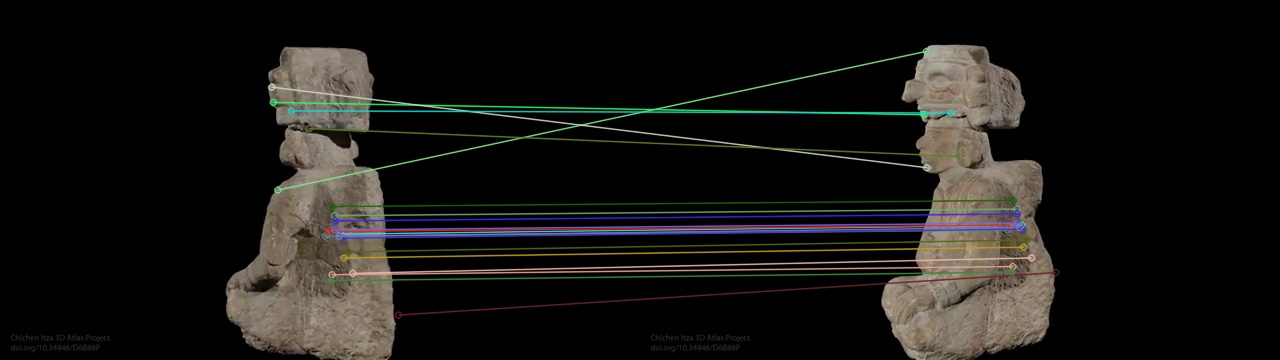 Chichen Itza 3D Atlas Project
doi.org/10.34946/D6B88P
Chichen Itza 3D Atlas Project
doi.org/10.34946/D6B88P